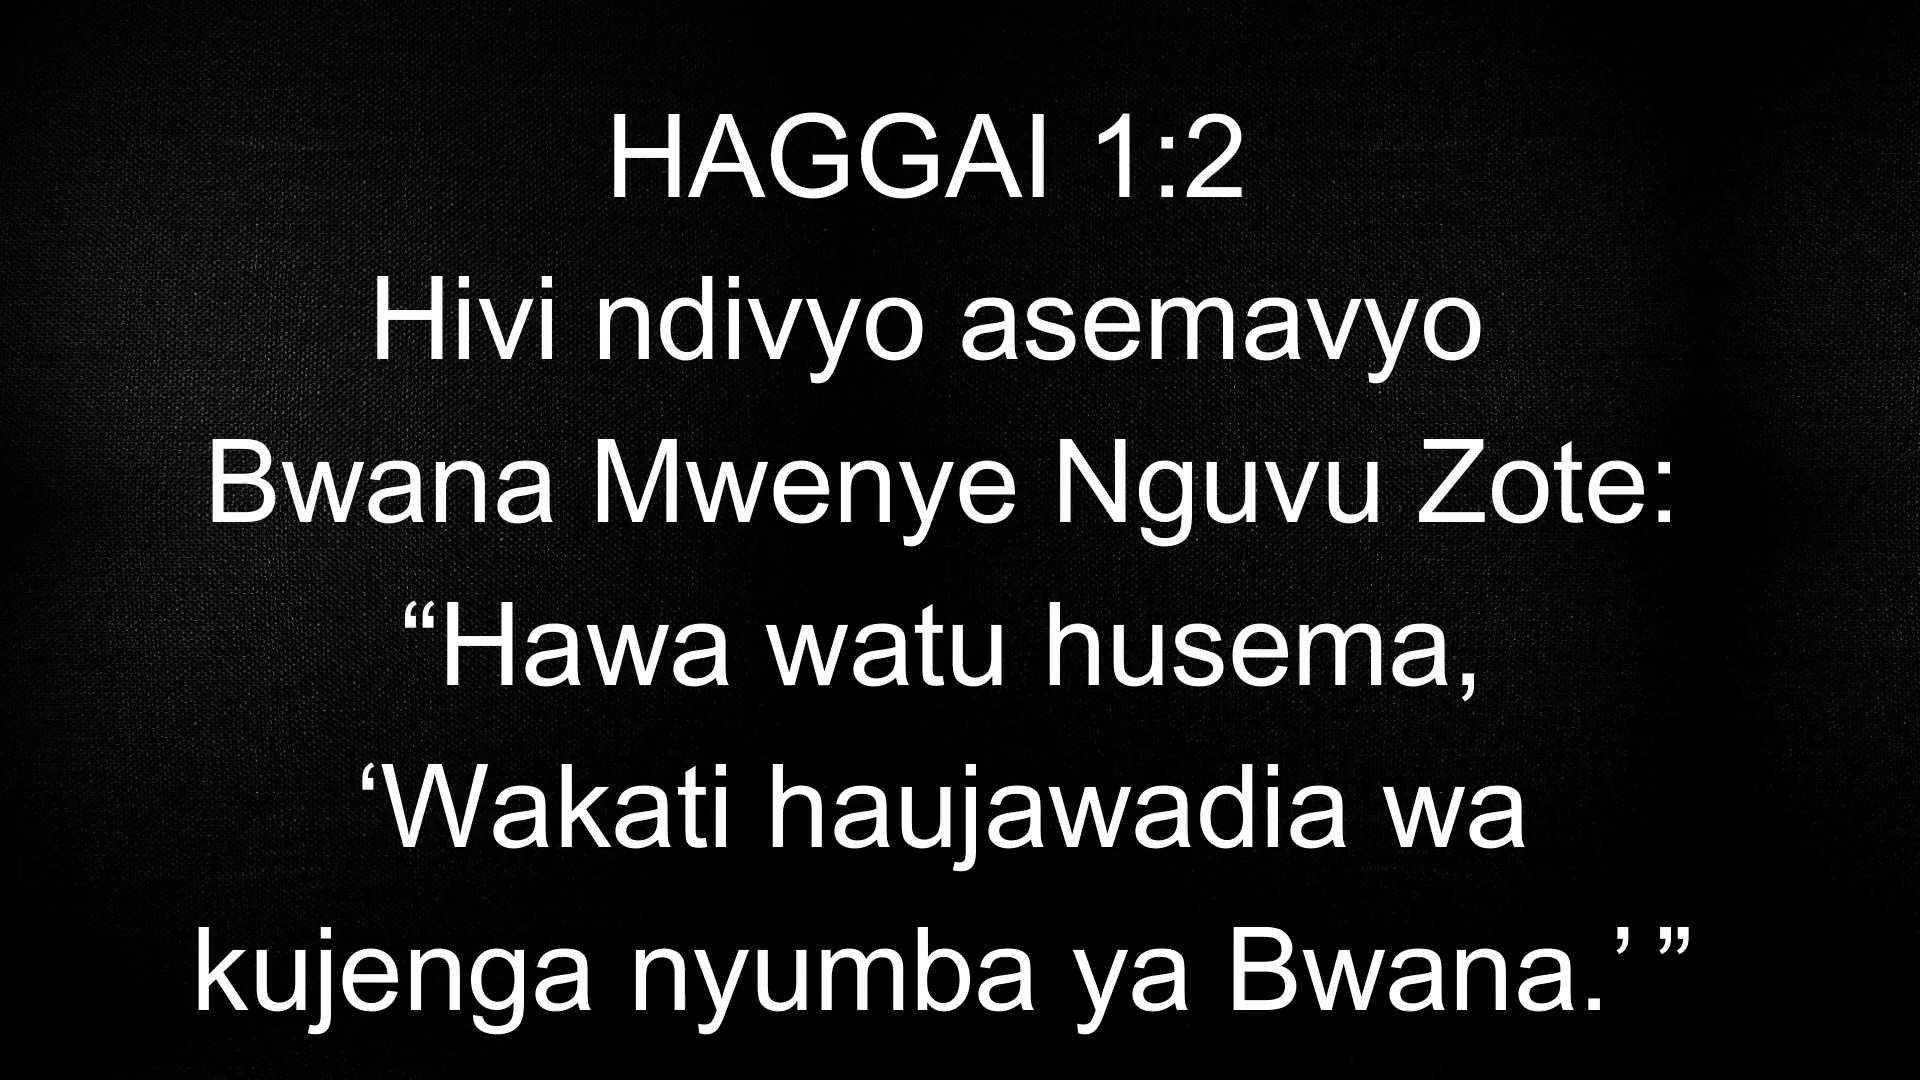 HAGGAI 1:2
Hivi ndivyo asemavyo
Bwana Mwenye Nguvu Zote:
“Hawa watu husema,
‘Wakati haujawadia wa
kujenga nyumba ya Bwana.’ ”